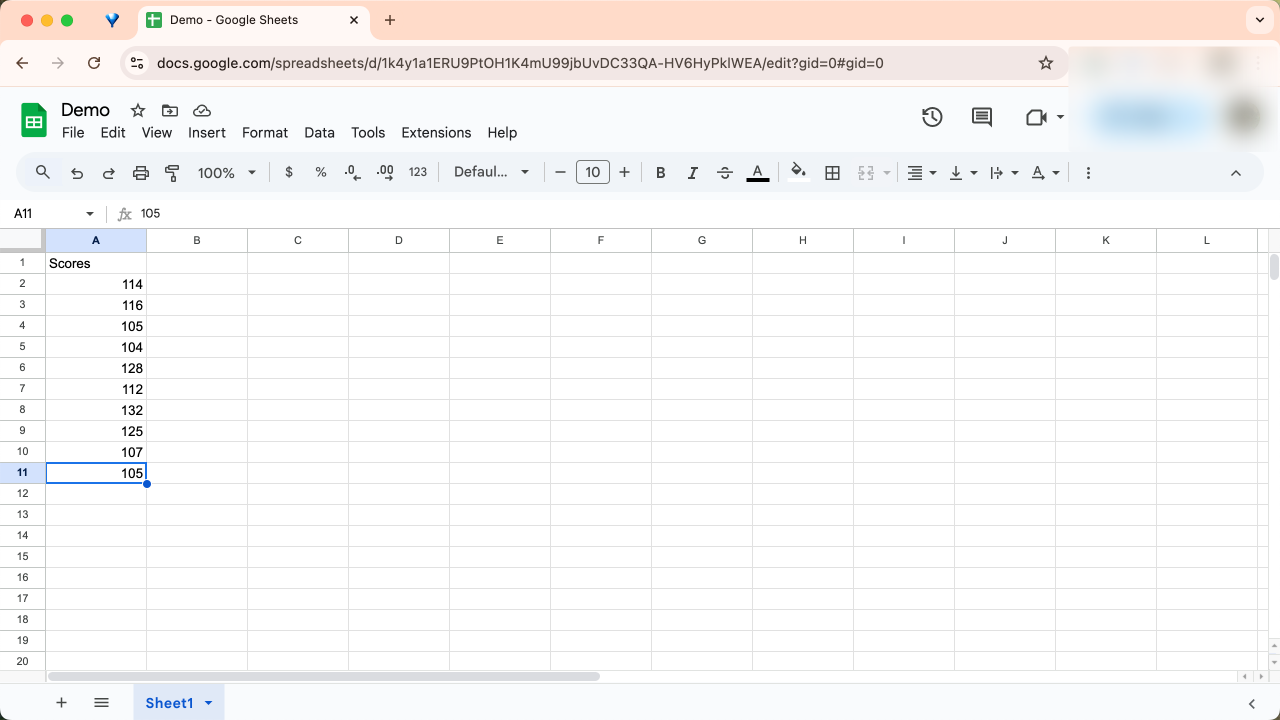 Demo - Google Sheets
docs.google.com/spreadsheets/d/1k4y1a1ERU9PtOH1K4mU99jbUvDC33QA-HV6HyPklWEA/edit?gid=0#gid=0
Demo
File Edit View Insert Format Data Tools Extensions Help
100% $ % .0 .00 123 Defaul... 10 B I S A
A11 fx 105
A B C D E F G H I J K L
1 Scores
2 114
3 116
4 105
5 104
6 128
7 112
8 132
9 125
10 107
11 105
12
13
14
15
16
17
18
19
20
Sheet1